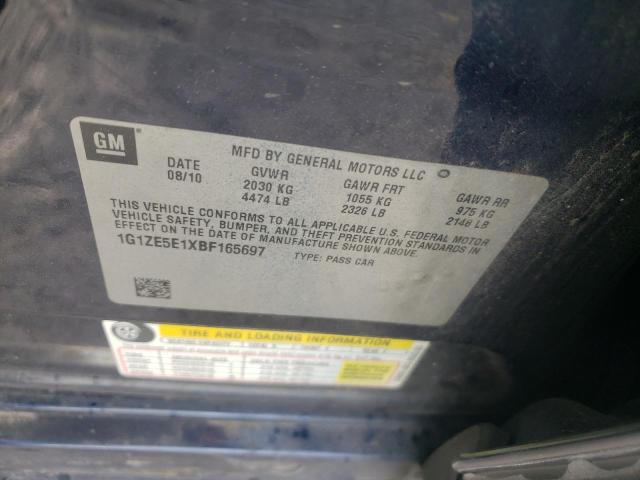 GM
MFD BY GENERAL MOTORS LLC
DATE GVWR GAWR FRT GAWR RR
08/10 2030 KG 1055 KG 975 KG
4474 LB 2326 LB 2148 LB
THIS VEHICLE CONFORMS TO ALL APPLICABLE U.S. FEDERAL MOTOR
VEHICLE SAFETY, BUMPER, AND THEFT PREVENTION STANDARDS IN
EFFECT ON THE DATE OF MANUFACTURE SHOWN ABOVE.
1G1ZE5E1XBF165697 TYPE: PASS CAR
TIRE AND LOADING INFORMATION